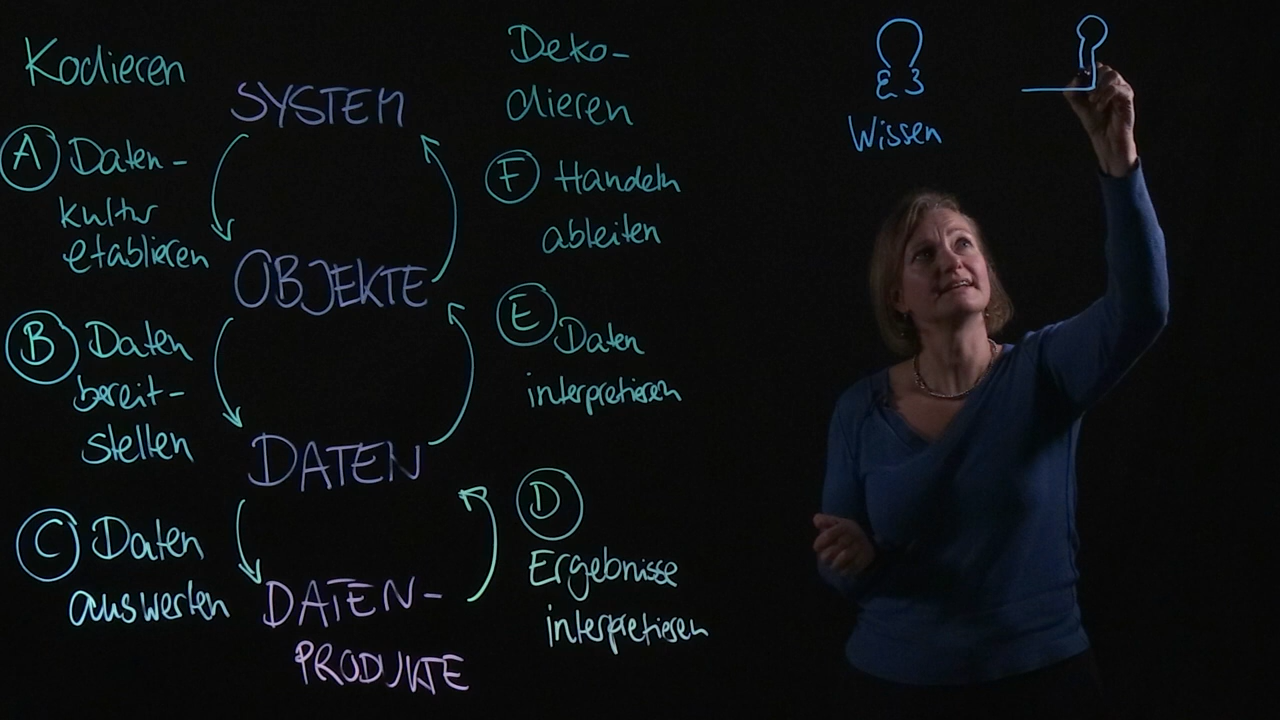 Kodieren
A Daten-
kultur
etablieren
B Daten
bereit-
stellen
C Daten
auswerten
SYSTEM
OBJEKTE
DATEN
DATEN-
PRODUKTE
Deko-
dieren
F Handeln
ableiten
E Daten
interpretieren
D
Ergebnisse
interpretieren
Wissen